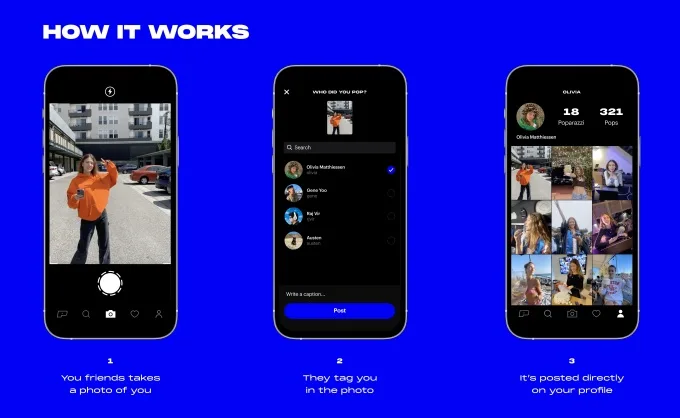 HOW IT WORKS
WHO DID YOU POP?
Search
Olivia Matthiessen
olivia
Gene Yoo
gene
Raj Vir
Austen
austen
Write a caption...
Post
OLIVIA
18
Poparazzi
321
Pops
Olivia Matthiessen
1
You friends takes
a photo of you
2
They tag you
in the photo
3
It's posted directly
on your profile